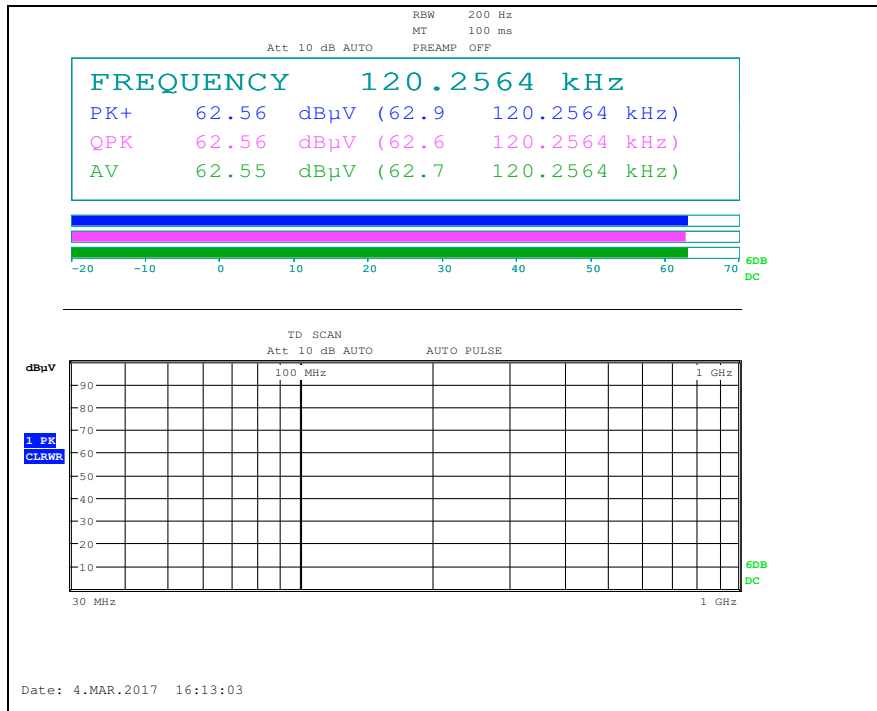 RBW 200 Hz
MT 100 ms
Att 10 dB AUTO PREAMP OFF
FREQUENCY 120.2564 kHz
PK+ 62.56 dBµV (62.9 120.2564 kHz)
QPK 62.56 dBµV (62.6 120.2564 kHz)
AV 62.55 dBµV (62.7 120.2564 kHz)
-20 -10 0 10 20 30 40 50 60 70
6DB
DC
TD SCAN
Att 10 dB AUTO AUTO PULSE
dBµV
100 MHz 1 GHz
90
80
70
1 PK
CLRWR
60
50
40
30
20
10
6DB
DC
30 MHz 1 GHz
Date: 4.MAR.2017 16:13:03